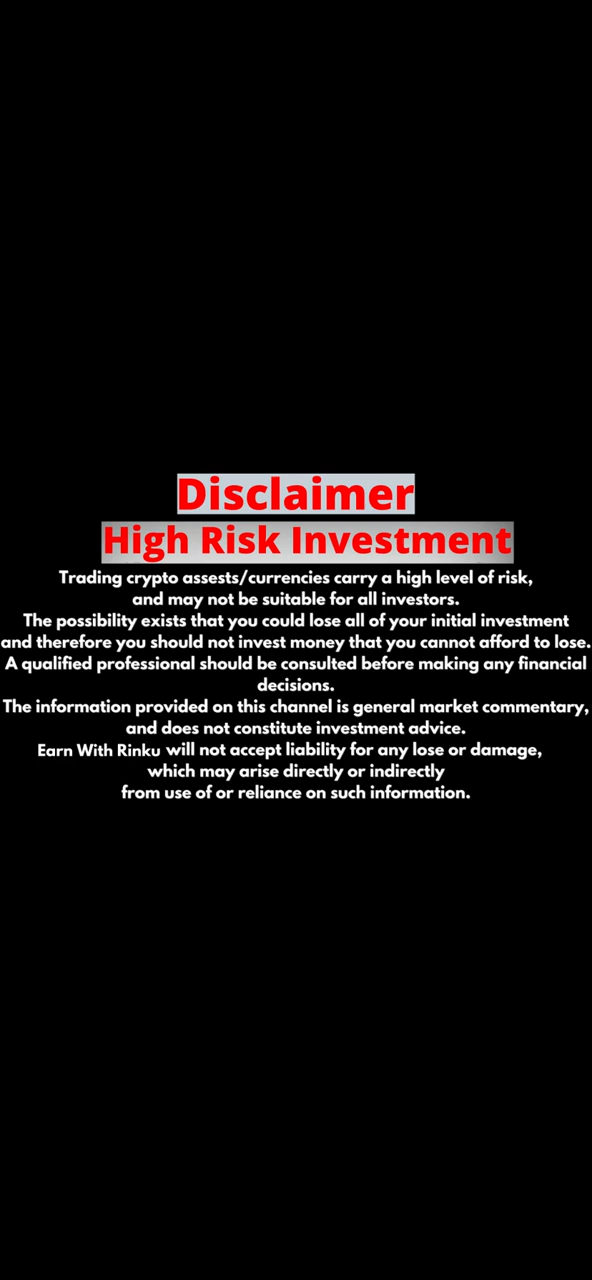 Disclaimer
High Risk Investment
Trading crypto assests/currencies carry a high level of risk,
and may not be suitable for all investors.
The possibility exists that you could lose all of your initial investment
and therefore you should not invest money that you cannot afford to lose.
A qualified professional should be consulted before making any financial
decisions.
The information provided on this channel is general market commentary,
and does not constitute investment advice.
Earn With Rinku will not accept liability for any lose or damage,
which may arise directly or indirectly
from use of or reliance on such information.